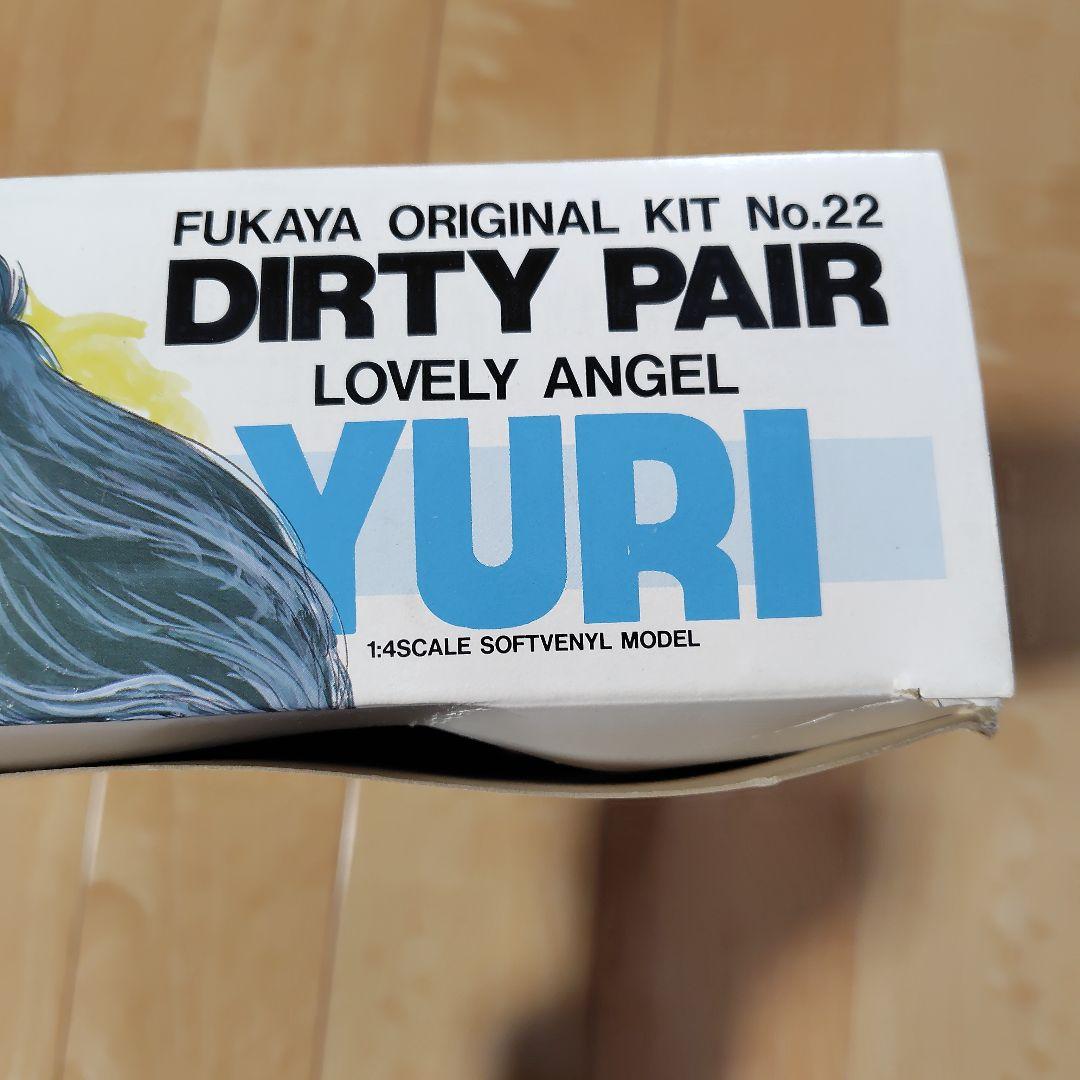 FUKAYA ORIGINAL KIT No.22
DIRTY PAIR
LOVELY ANGEL
YURI
1:4SCALE SOFTVENYL MODEL